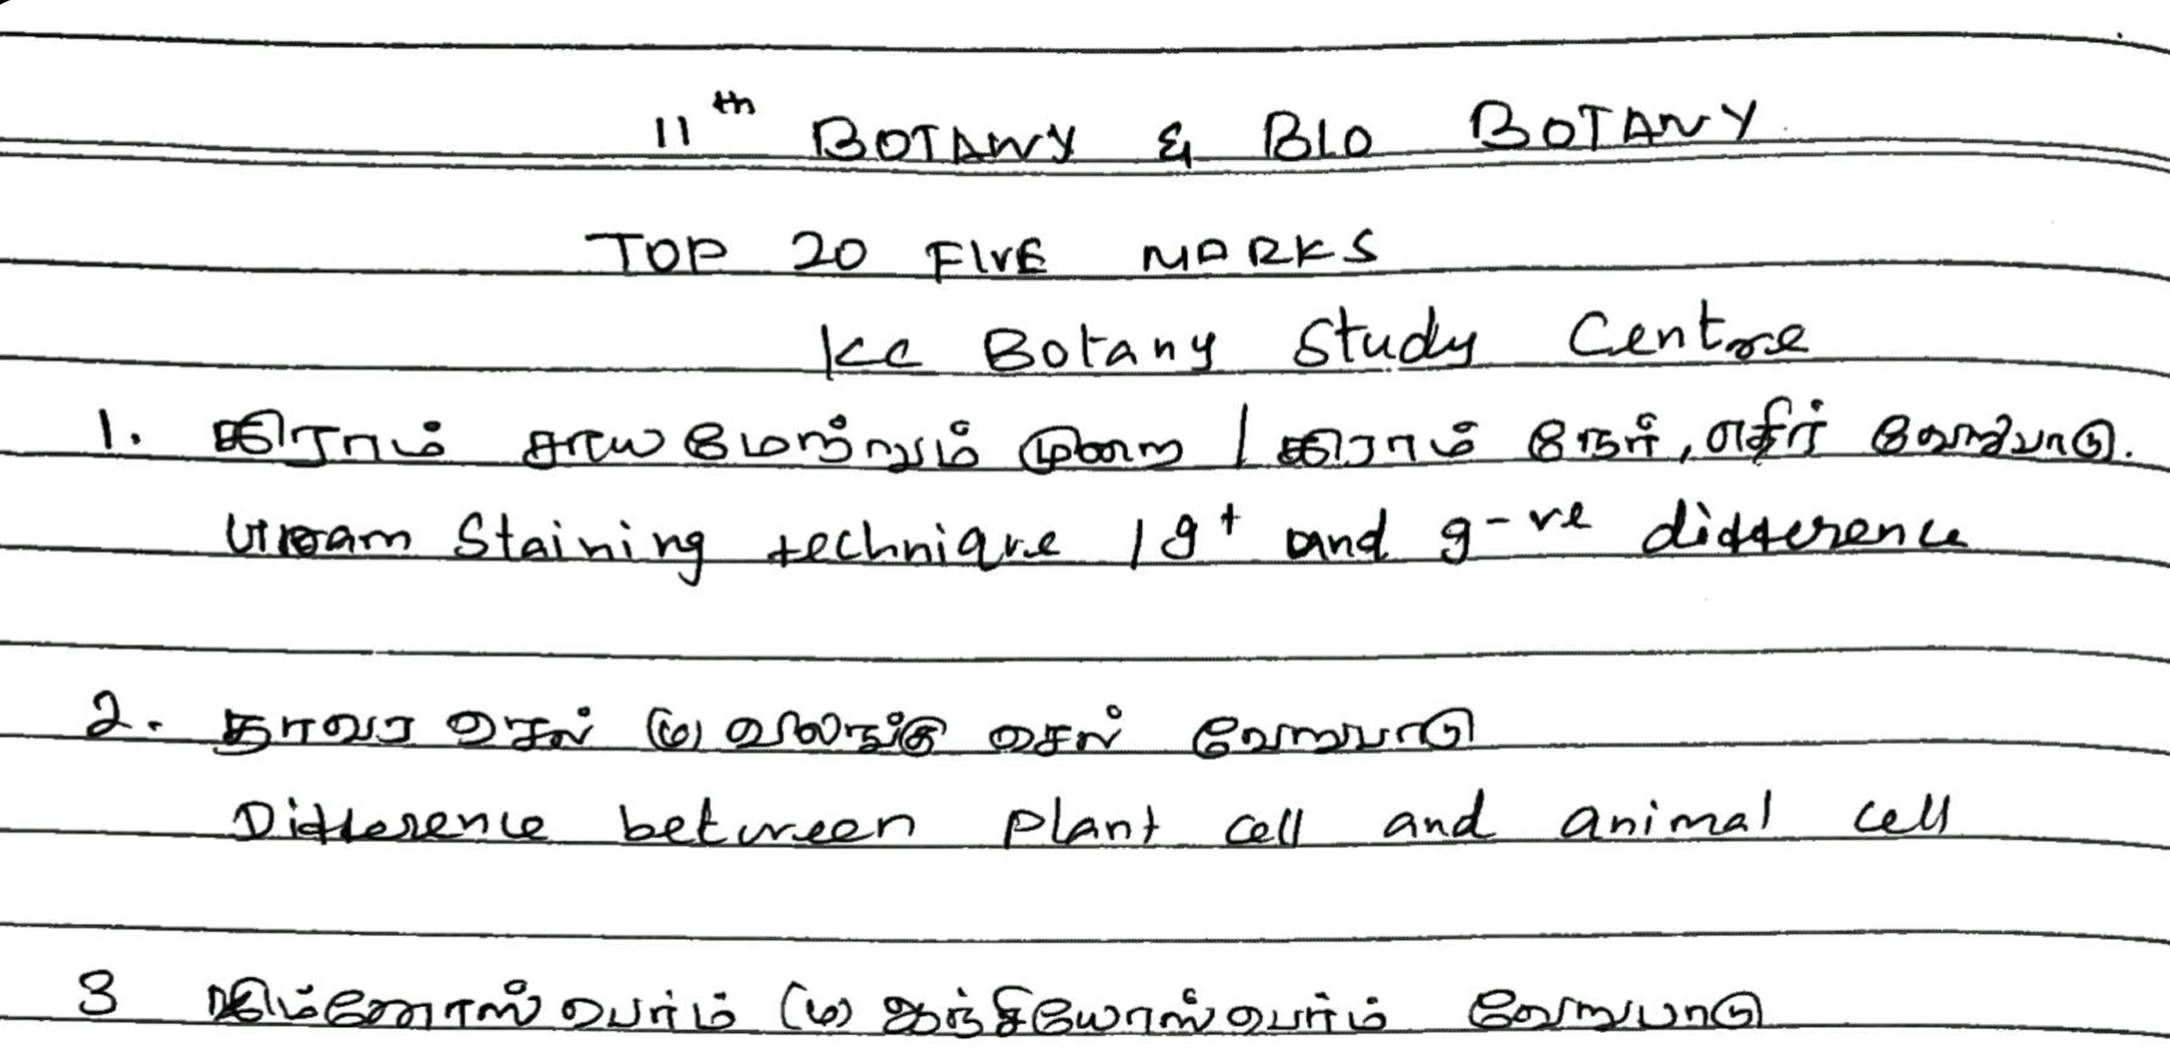 11th BOTANY & BIO BOTANY
TOP 20 FIVE MARKS
KC Botany Study Centre
1. கிராம் சாயமேற்றும் முறை / கிராம் நேர், எதிர் வேறுபாடு.
Gram Staining technique / g+ and g-ve difference
2. தாவர செல் (ம) விலங்கு செல் வேறுபாடு
Difference between plant cell and animal cell
3 ஜிம்னோஸ்பெர்ம் (ம) ஆஞ்சியோஸ்பெர்ம் வேறுபாடு